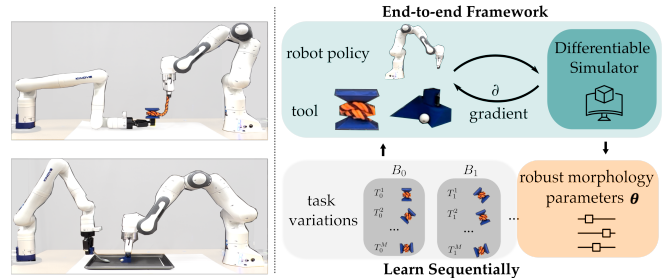 End-to-end Framework
robot policy
tool
∂
gradient
Differentiable
Simulator
task
variations
B₀
T₀¹
T₀²
...
T₀ᴹ
B₁
T₁¹
T₁²
...
T₁ᴹ
...
robust morphology
parameters θ
Learn Sequentially